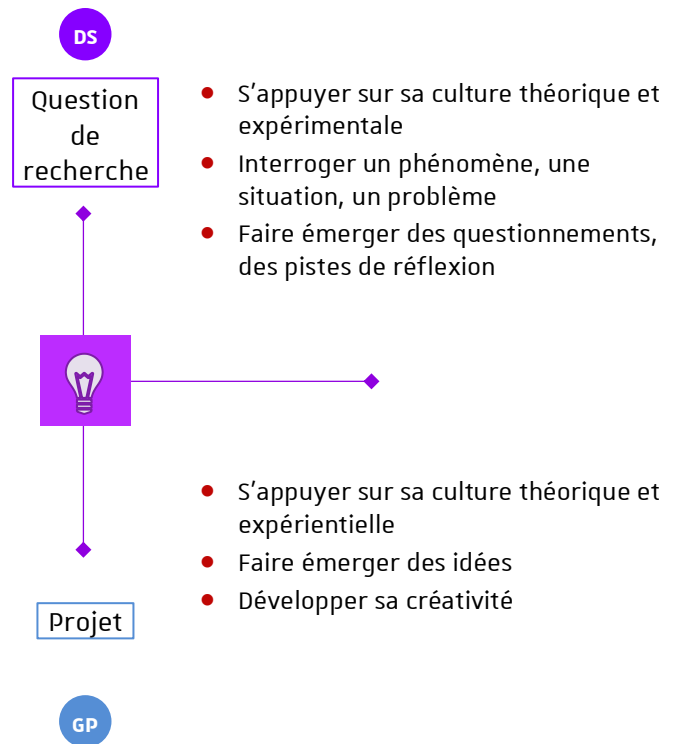 DS
Question
de
recherche
• S’appuyer sur sa culture théorique et
expérimentale
• Interroger un phénomène, une
situation, un problème
• Faire émerger des questionnements,
des pistes de réflexion
• S’appuyer sur sa culture théorique et
expérientielle
• Faire émerger des idées
• Développer sa créativité
Projet
GP